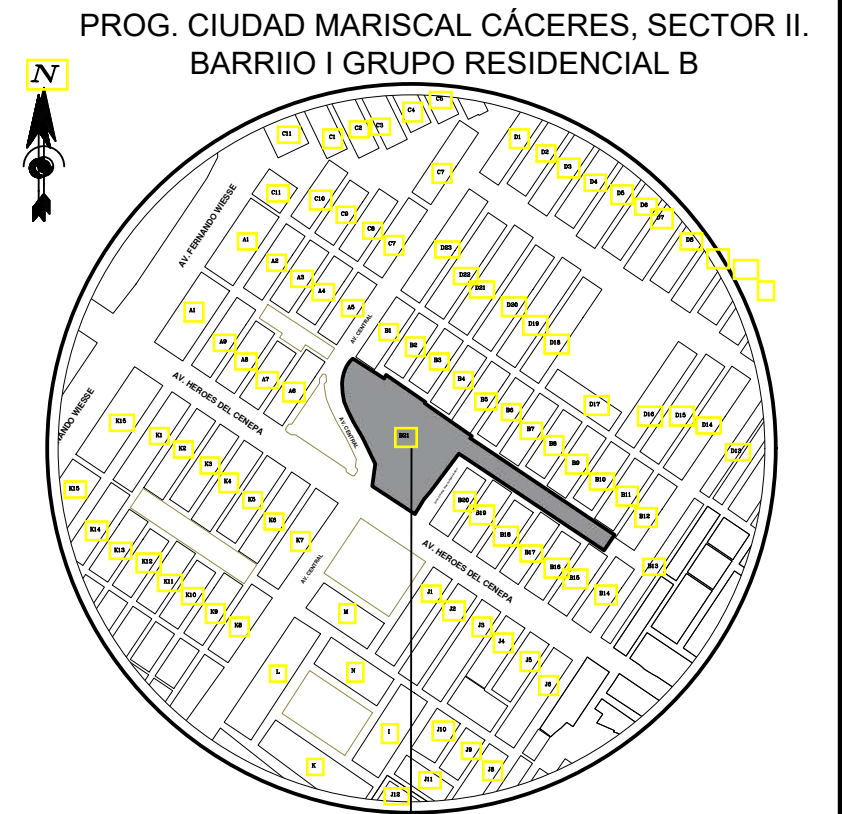 PROG. CIUDAD MARISCAL CÁCERES, SECTOR II.
BARRIIO I GRUPO RESIDENCIAL B
N
C5
C4
C11
C1
C2
C3
D1
D2
D3
D4
D5
D6
D7
D8
C7
C11
C10
C9
C8
C7
AV. FERNANDO WIESSE
A1
A2
A3
A4
A5
D23
D22
D21
D20
D19
D18
A1
A9
A8
A7
A6
AV. CENTRAL
B1
B2
B3
B4
B5
B6
B7
B8
B9
B10
B11
B12
D17
D16
D15
D14
D13
AV. HEROES DEL CENEPA
AV. CENTRAL
B21
NANDO WIESSE
K15
K1
K2
K3
K4
K5
K6
K7
K15
K14
K13
K12
K11
K10
K9
K8
AV. CENTRAL
B20
B19
B18
B17
B16
B15
B14
B13
AV. HEROES DEL CENEPA
J1
J2
J3
J4
J5
J6
M
N
L
I
K
J10
J9
J8
J11
J12